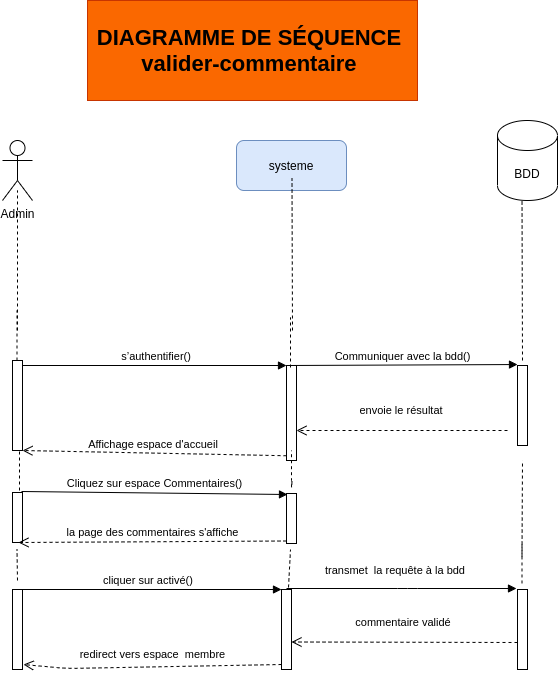 DIAGRAMME DE SÉQUENCE
valider-commentaire
systeme
BDD
Admin
s'authentifier()
Communiquer avec la bdd()
envoie le résultat
Affichage espace d'accueil
Cliquez sur espace Commentaires()
la page des commentaires s'affiche
transmet la requête à la bdd
cliquer sur activé()
commentaire validé
redirect vers espace membre